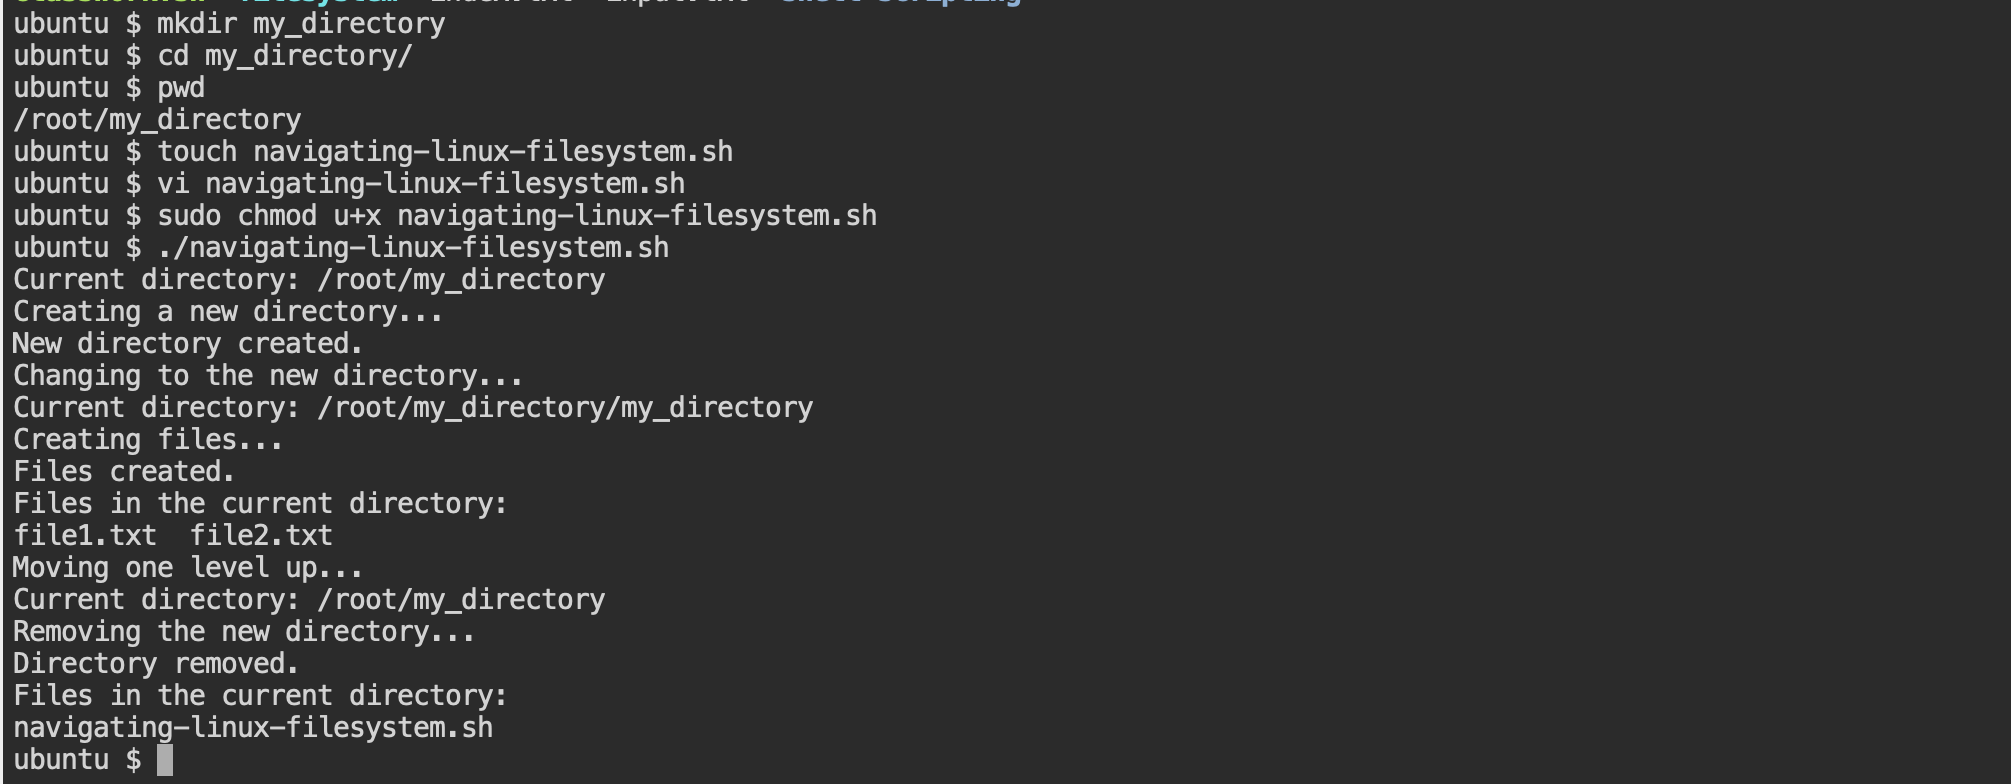 ubuntu $ mkdir my_directory
ubuntu $ cd my_directory/
ubuntu $ pwd
/root/my_directory
ubuntu $ touch navigating-linux-filesystem.sh
ubuntu $ vi navigating-linux-filesystem.sh
ubuntu $ sudo chmod u+x navigating-linux-filesystem.sh
ubuntu $ ./navigating-linux-filesystem.sh
Current directory: /root/my_directory
Creating a new directory...
New directory created.
Changing to the new directory...
Current directory: /root/my_directory/my_directory
Creating files...
Files created.
Files in the current directory:
file1.txt  file2.txt
Moving one level up...
Current directory: /root/my_directory
Removing the new directory...
Directory removed.
Files in the current directory:
navigating-linux-filesystem.sh
ubuntu $